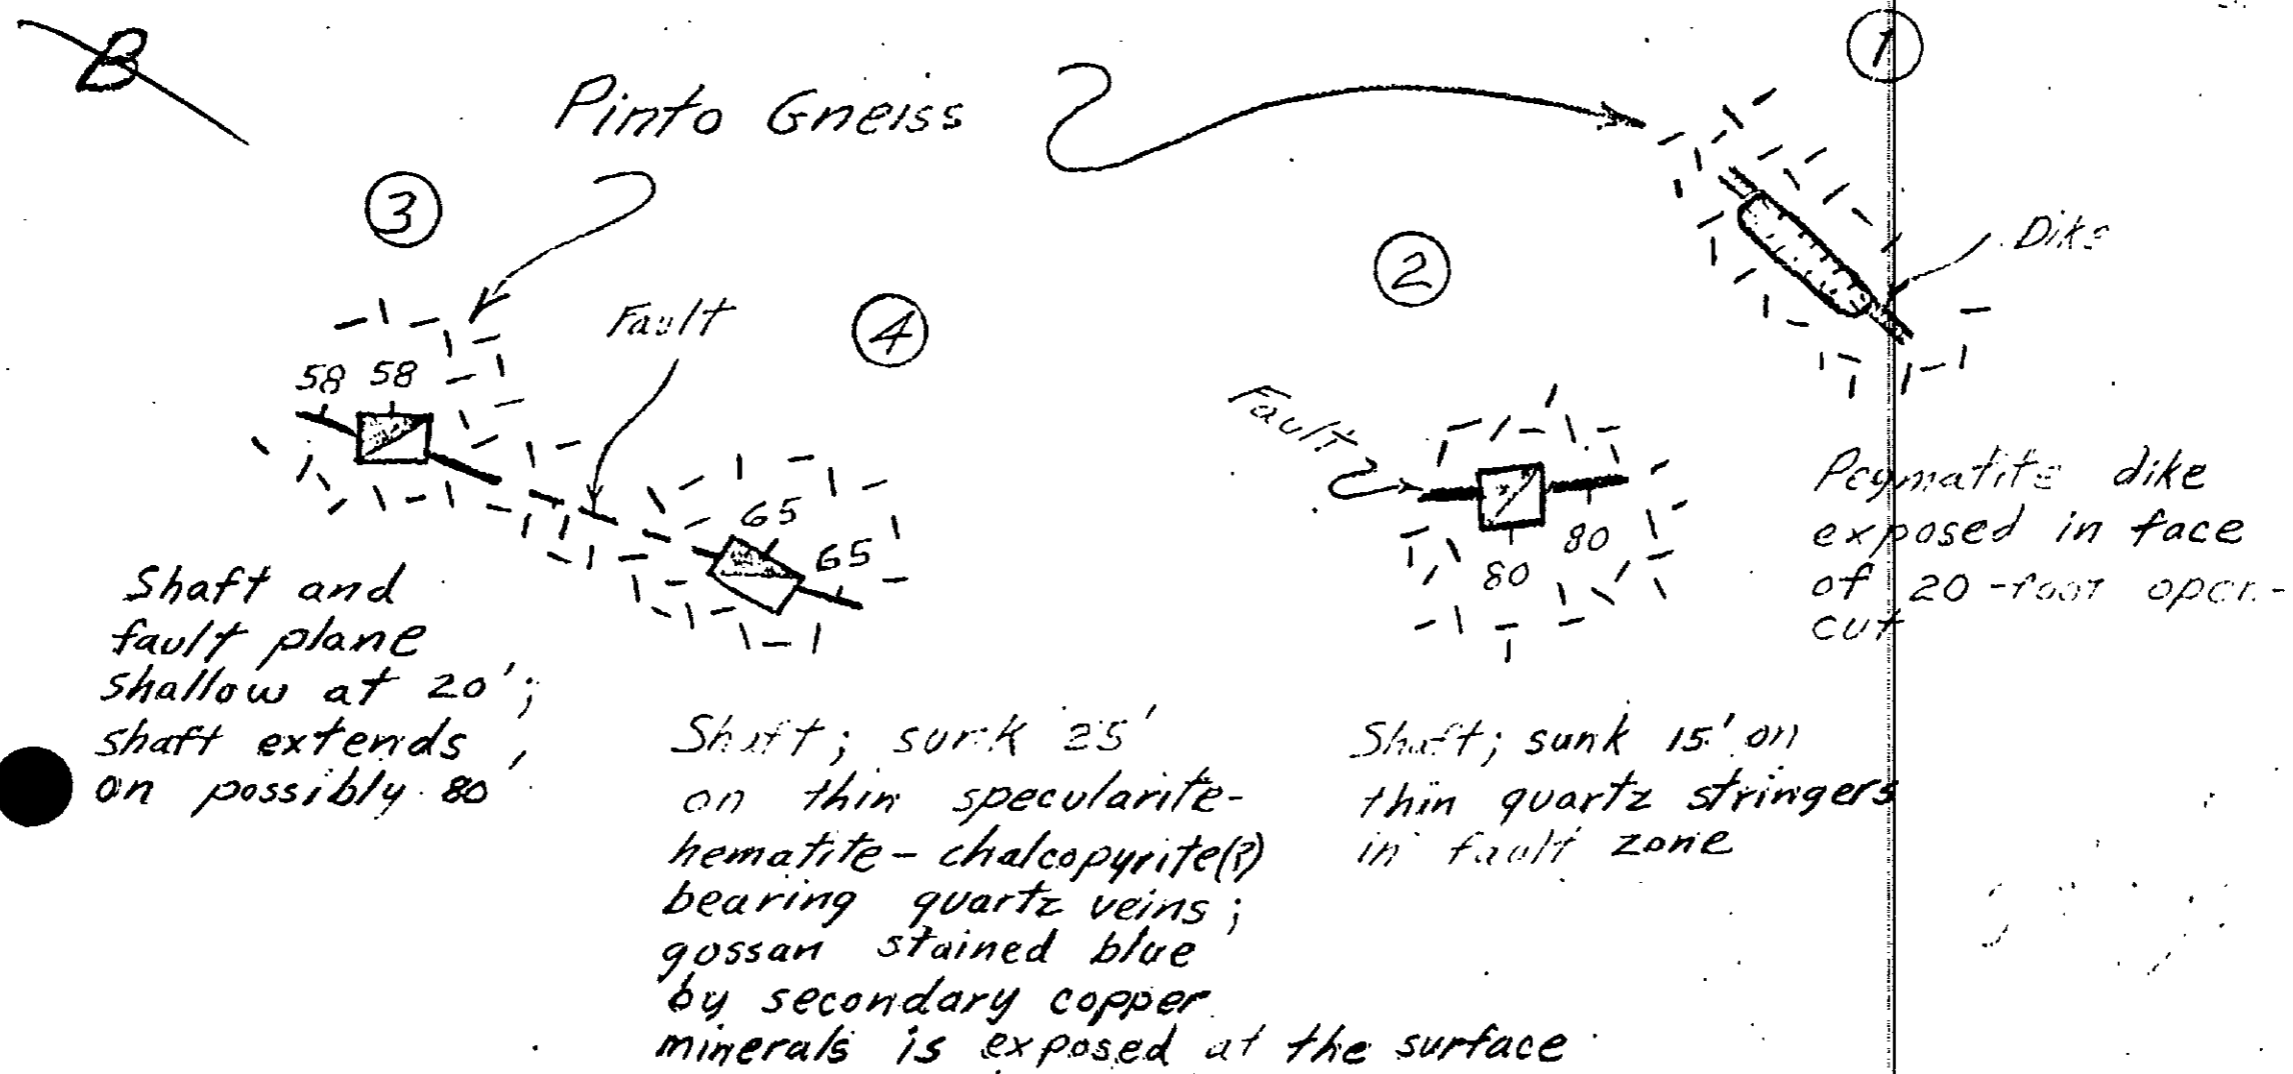 B
Pinto Gneiss
1
3
2
Dike
Fault
4
58 58
Fault
65
65
80
80
Pegmatite dike
exposed in face
of 20-foot open-
cut
Shaft and
fault plane
shallow at 20';
shaft extends
on possibly 80'
Shaft; sunk 25'
on thin specularite-
hematite-chalcopyrite(?)
bearing quartz veins;
gossan stained blue
by secondary copper
minerals is exposed at the surface
Shaft; sunk 15' on
thin quartz stringers
in fault zone